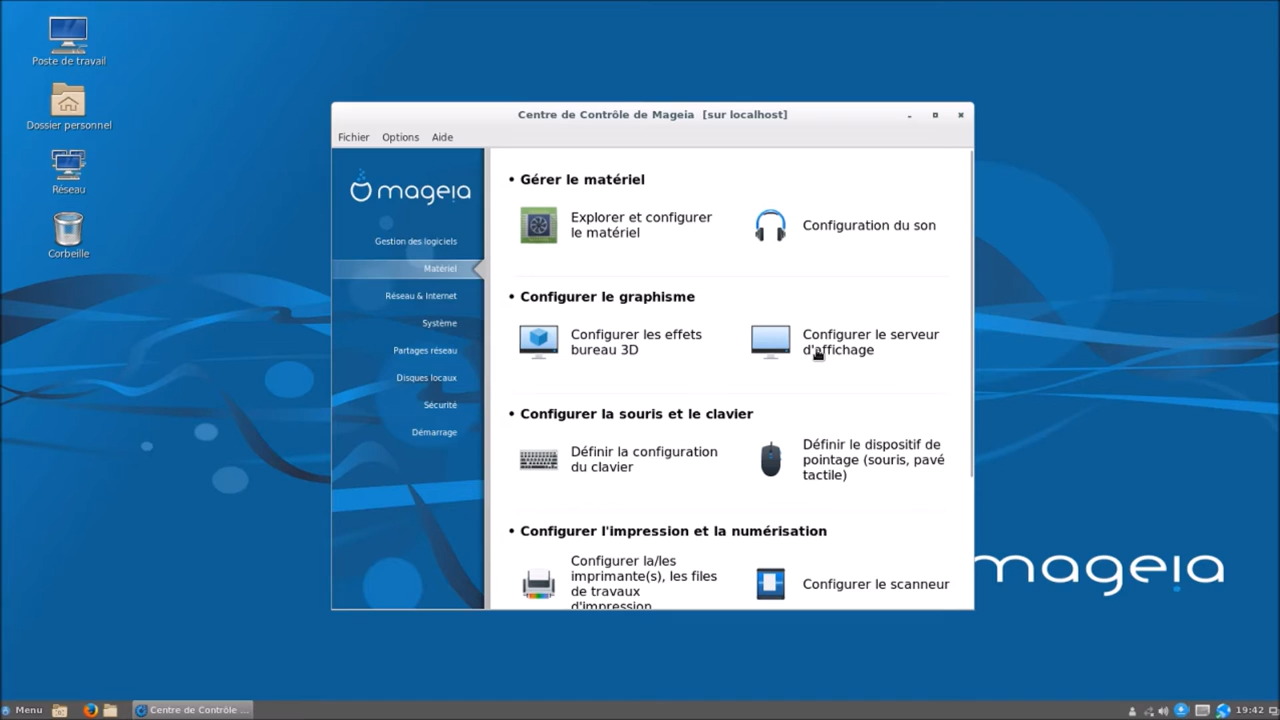 Poste de travail
Dossier personnel
Réseau
Corbeille
Centre de Contrôle de Mageia [sur localhost]
Fichier Options Aide
mageia
Gestion des logiciels
Matériel
Réseau & Internet
Système
Partages réseau
Disques locaux
Sécurité
Démarrage
• Gérer le matériel
Explorer et configurer
le matériel
Configuration du son
• Configurer le graphisme
Configurer les effets
bureau 3D
Configurer le serveur
d'affichage
• Configurer la souris et le clavier
Définir la configuration
du clavier
Définir le dispositif de
pointage (souris, pavé
tactile)
• Configurer l'impression et la numérisation
Configurer la/les
imprimante(s), les files
de travaux
d'impression
Configurer le scanneur
mageia
Menu
Centre de Contrôle ...
19:42